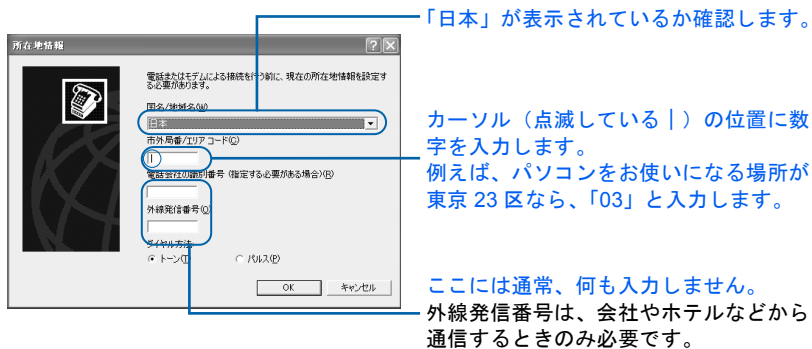 「日本」が表示されているか確認します。
所在地情報
電話またはモデムによる接続を行う前に、現在の所在地情報を設定す
る必要があります。
国名/地域名(W)
日本
市外局番/エリア コード(C)
電話会社の識別番号 (指定する必要がある場合)(R)
外線発信番号(O)
ダイヤル方法:
トーン(T)
パルス(P)
OK
キャンセル
カーソル(点滅している|)の位置に数
字を入力します。
例えば、パソコンをお使いになる場所が
東京 23 区なら、「03」と入力します。
ここには通常、何も入力しません。
外線発信番号は、会社やホテルなどから
通信するときのみ必要です。